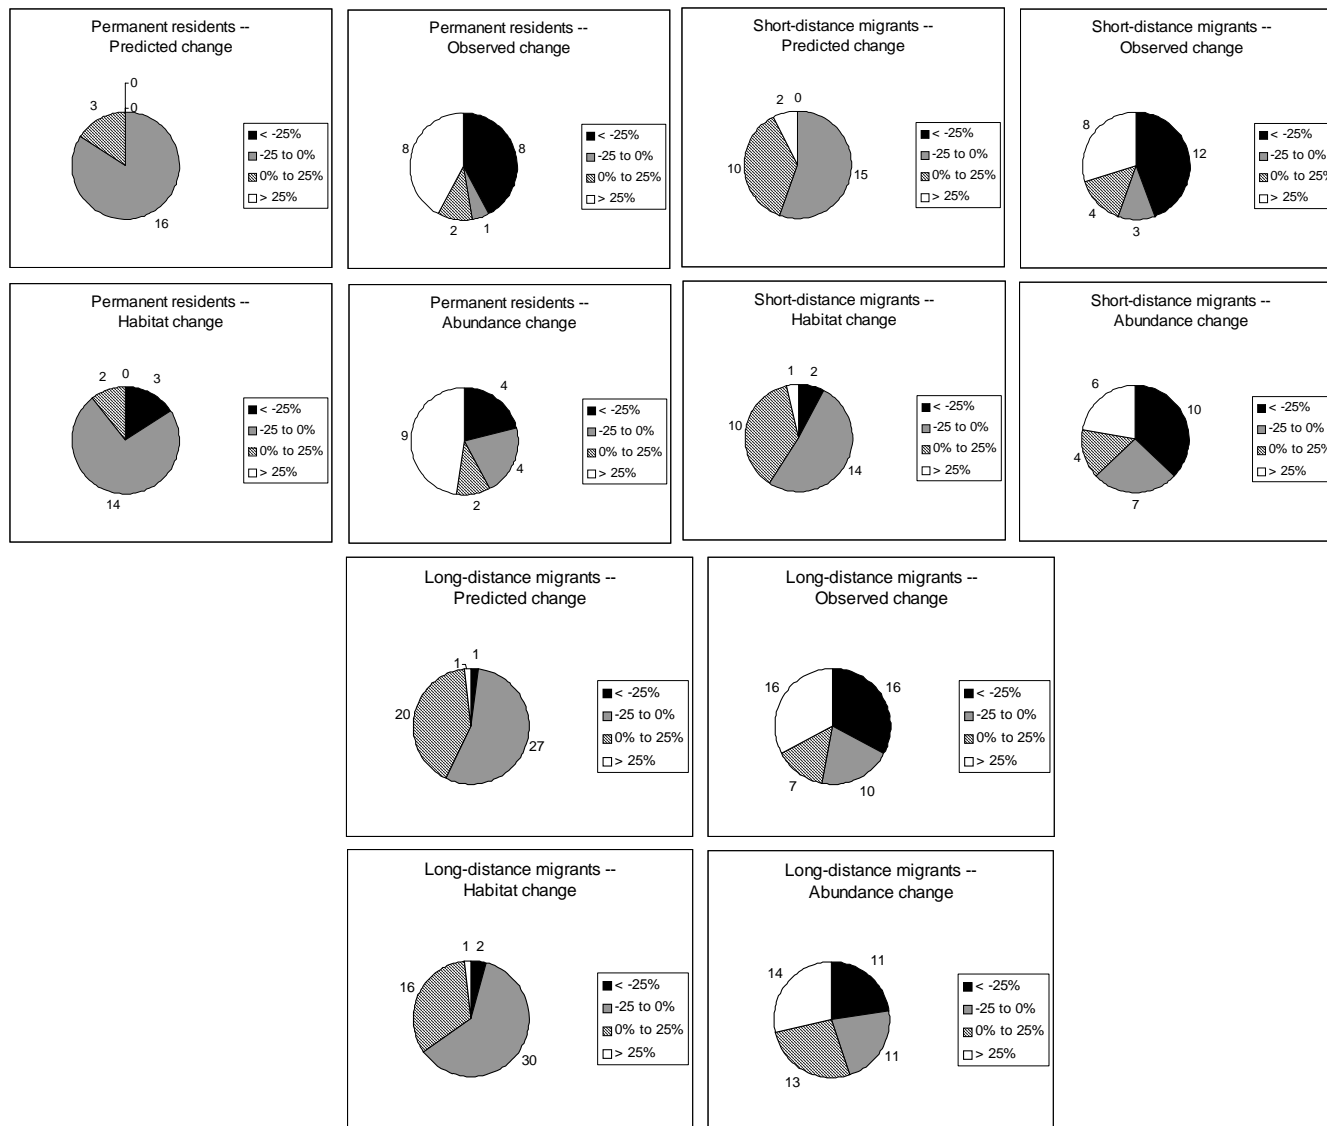 Permanent residents --
Predicted change
0
0
3
16
< -25%
-25 to 0%
0% to 25%
> 25%
Permanent residents --
Observed change
8
8
2
1
< -25%
-25 to 0%
0% to 25%
> 25%
Short-distance migrants --
Predicted change
2
0
10
15
< -25%
-25 to 0%
0% to 25%
> 25%
Short-distance migrants --
Observed change
8
12
4
3
< -25%
-25 to 0%
0% to 25%
> 25%
Permanent residents --
Habitat change
2
0
3
14
< -25%
-25 to 0%
0% to 25%
> 25%
Permanent residents --
Abundance change
4
9
4
2
< -25%
-25 to 0%
0% to 25%
> 25%
Short-distance migrants --
Habitat change
1
2
10
14
< -25%
-25 to 0%
0% to 25%
> 25%
Short-distance migrants --
Abundance change
6
10
4
7
< -25%
-25 to 0%
0% to 25%
> 25%
Long-distance migrants --
Predicted change
1
1
20
27
< -25%
-25 to 0%
0% to 25%
> 25%
Long-distance migrants --
Observed change
16
16
7
10
< -25%
-25 to 0%
0% to 25%
> 25%
Long-distance migrants --
Habitat change
1
2
16
30
< -25%
-25 to 0%
0% to 25%
> 25%
Long-distance migrants --
Abundance change
14
11
13
11
< -25%
-25 to 0%
0% to 25%
> 25%